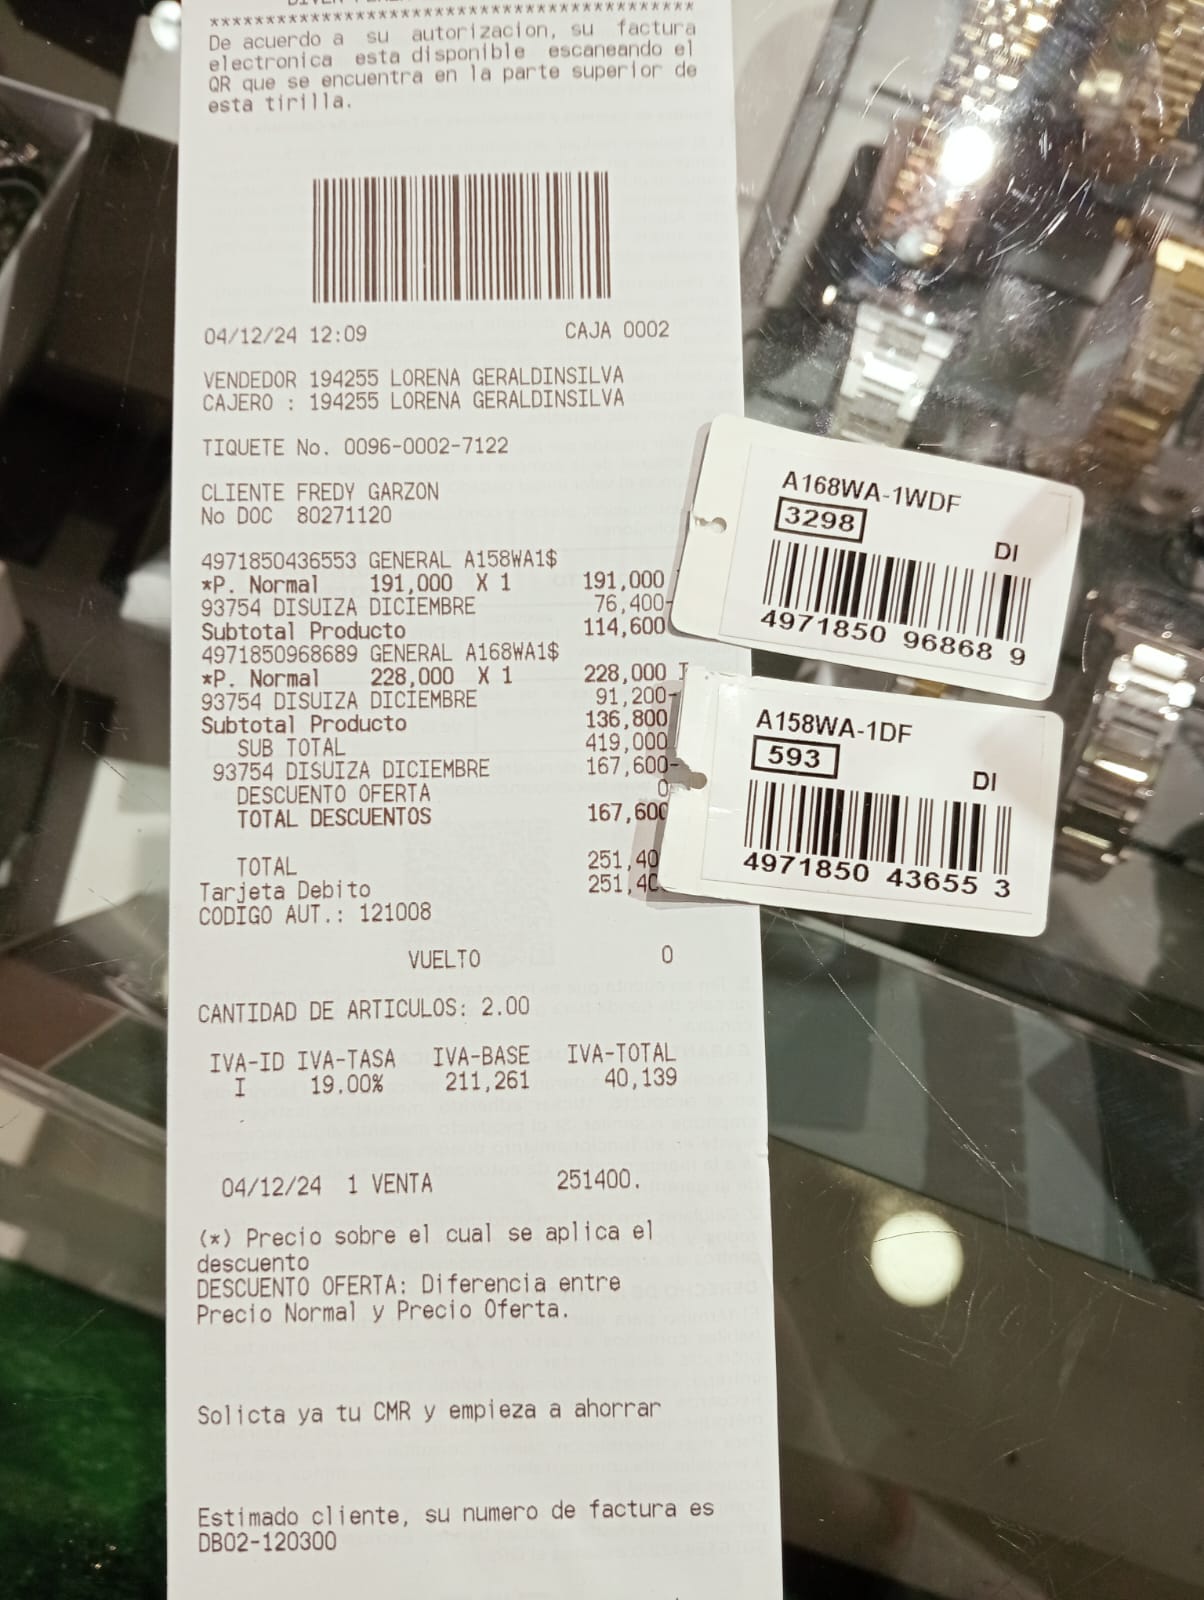 *********************************************
De acuerdo a su autorizacion, su factura
electronica esta disponible escaneando el
QR que se encuentra en la parte superior de
esta tirilla.
04/12/24 12:09 CAJA 0002
VENDEDOR 194255 LORENA GERALDINSILVA
CAJERO : 194255 LORENA GERALDINSILVA
TIQUETE No. 0096-0002-7122
CLIENTE FREDY GARZON
No DOC 80271120
4971850436553 GENERAL A158WA1$
*P. Normal 191,000 X 1 191,000
93754 DISUIZA DICIEMBRE 76,400-
Subtotal Producto 114,600
4971850968689 GENERAL A168WA1$
*P. Normal 228,000 X 1 228,000 I
93754 DISUIZA DICIEMBRE 91,200-
Subtotal Producto 136,800
SUB TOTAL 419,000
93754 DISUIZA DICIEMBRE 167,600-
DESCUENTO OFERTA 0
TOTAL DESCUENTOS 167,600
TOTAL 251,40
Tarjeta Debito 251,40
CODIGO AUT.: 121008
VUELTO 0
CANTIDAD DE ARTICULOS: 2.00
IVA-ID IVA-TASA IVA-BASE IVA-TOTAL
I 19.00% 211,261 40,139
04/12/24 1 VENTA 251400.
(*) Precio sobre el cual se aplica el
descuento
DESCUENTO OFERTA: Diferencia entre
Precio Normal y Precio Oferta.
Solicta ya tu CMR y empieza a ahorrar
Estimado cliente, su numero de factura es
DB02-120300
A168WA-1WDF
3298
DI
4971850 96868 9
A158WA-1DF
593
DI
4971850 43655 3